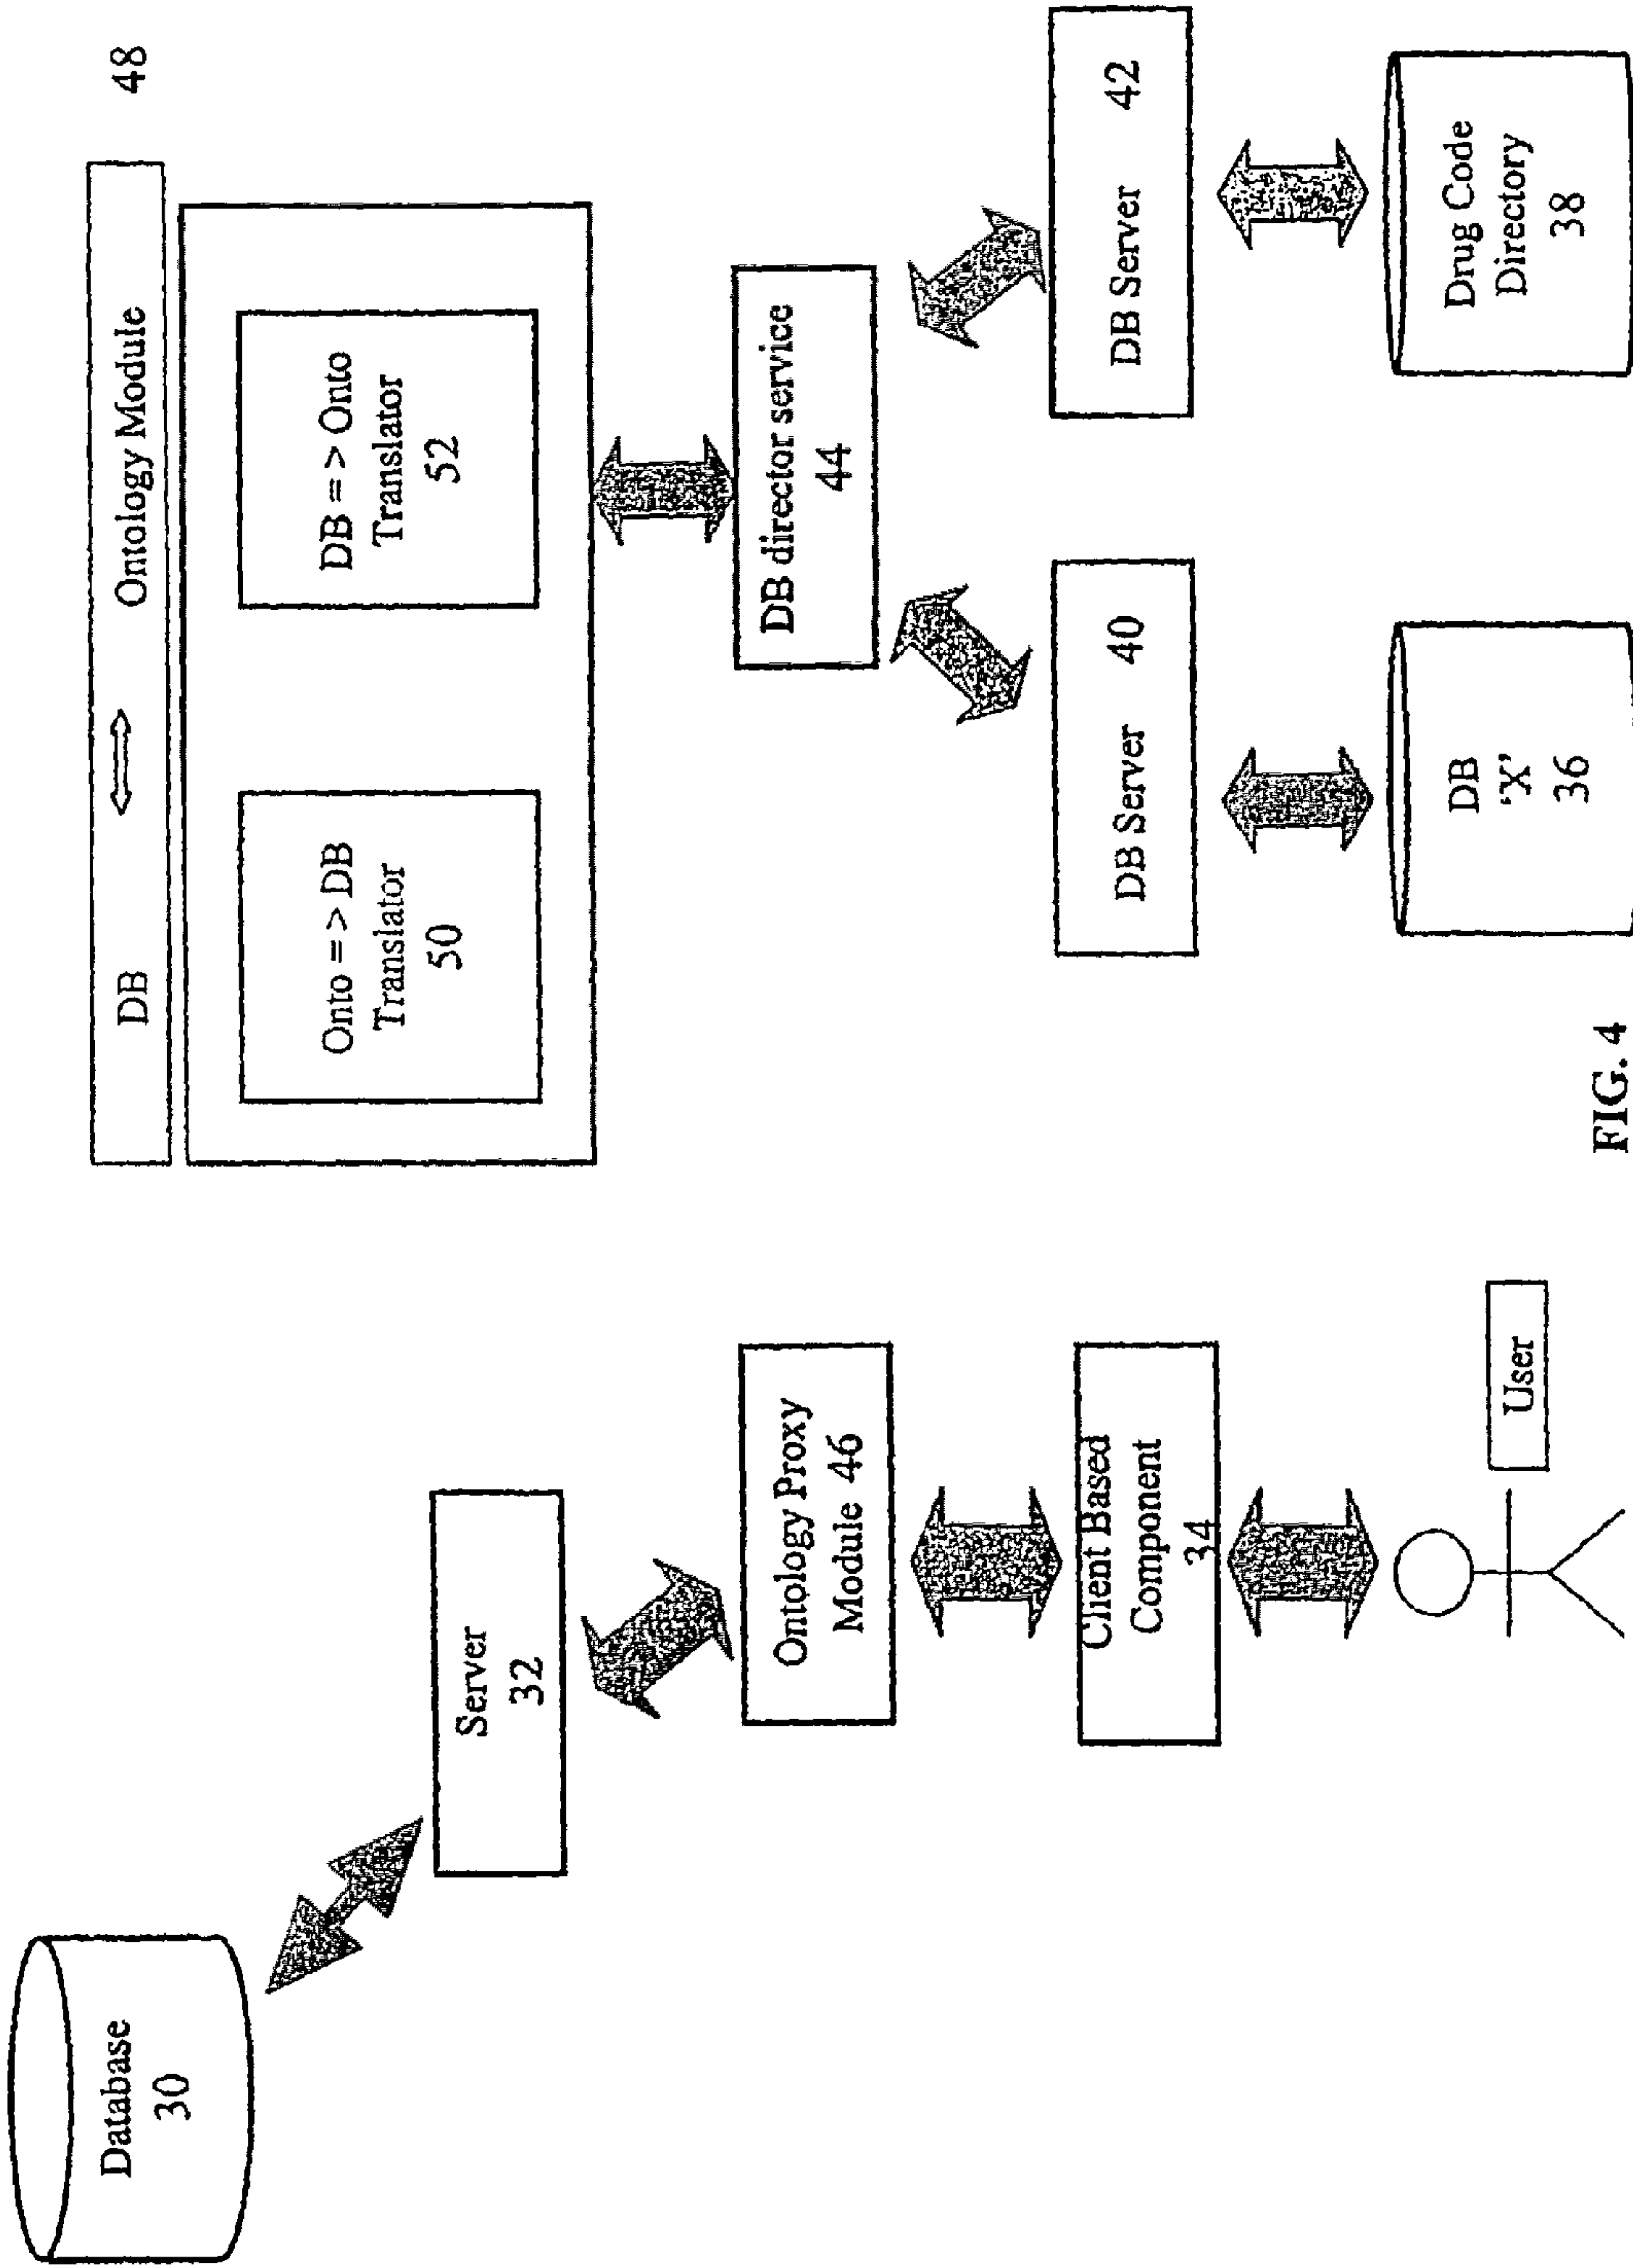 Database
30
Server
32
Ontology Proxy
Module 46
Client Based
Component
34
User
DB ⇔ Ontology Module 48
Onto = > DB
Translator
50
DB = > Onto
Translator
52
DB director service
44
DB Server 40
DB Server 42
DB
'X'
36
Drug Code
Directory
38
FIG. 4